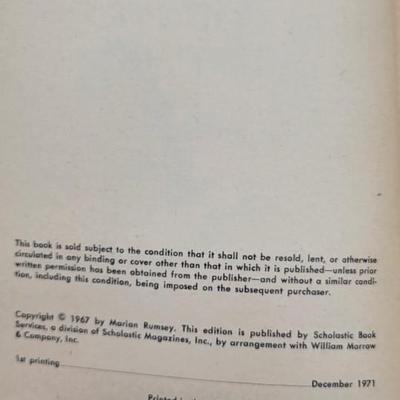 This book is sold subject to the condition that it shall not be resold, lent, or otherwise
circulated in any binding or cover other than that in which it is published—unless prior
written permission has been obtained from the publisher—and without a similar condi-
tion, including this condition, being imposed on the subsequent purchaser.
Copyright © 1967 by Marian Rumsey. This edition is published by Scholastic Book
Services, a division of Scholastic Magazines, Inc., by arrangement with William Morrow
& Company, Inc.
1st printing December 1971
Printed in